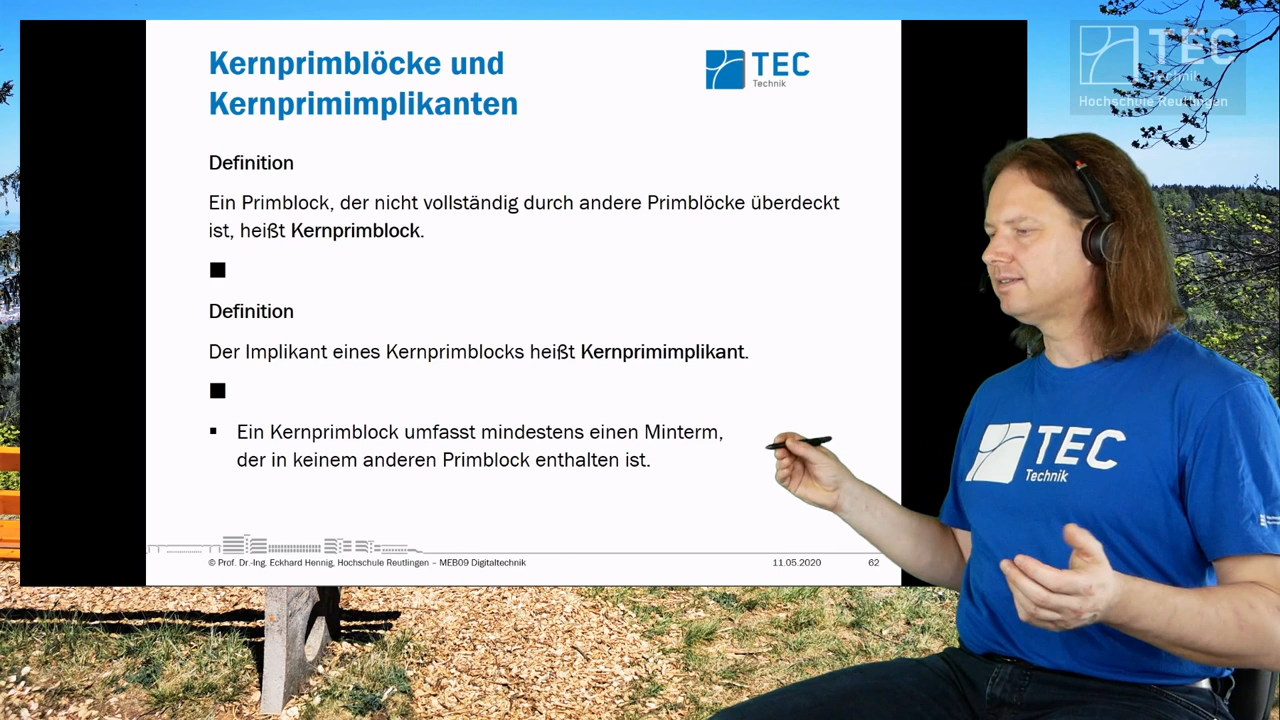 Kernprimblöcke und
Kernprimimplikanten
TEC
Technik
Definition
Ein Primblock, der nicht vollständig durch andere Primblöcke überdeckt
ist, heißt Kernprimblock.
Definition
Der Implikant eines Kernprimblocks heißt Kernprimimplikant.
Ein Kernprimblock umfasst mindestens einen Minterm,
der in keinem anderen Primblock enthalten ist.
© Prof. Dr.-Ing. Eckhard Hennig, Hochschule Reutlingen – MEB09 Digitaltechnik 11.05.2020 62
TEC
Technik
Hochschule Reutlingen
TEC
Technik